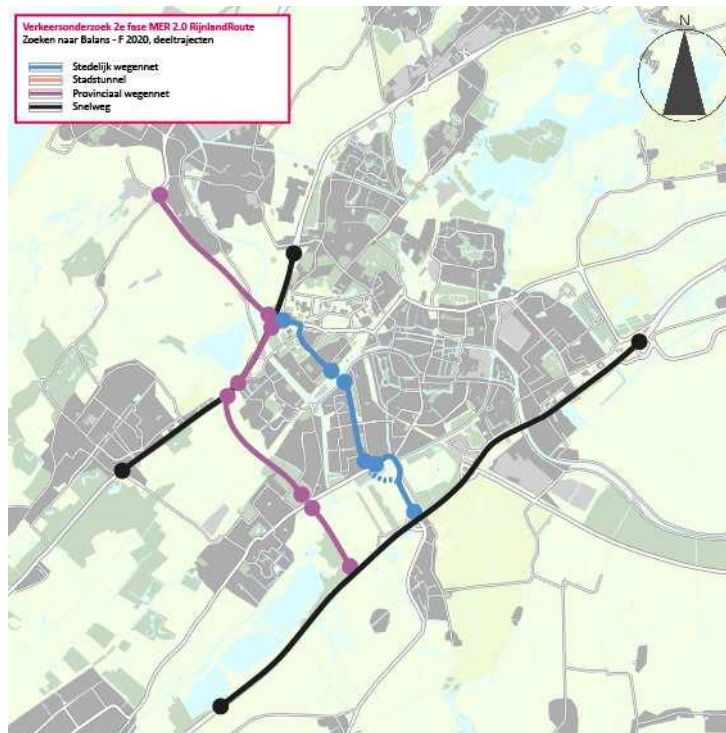 Verkeersonderzoek 2e fase MER 2.0 RijnlandRoute
Zoeken naar Balans - F 2020, deeltrajecten
Stedelijk wegennet
Stadstunnel
Provinciaal wegennet
Snelweg
N